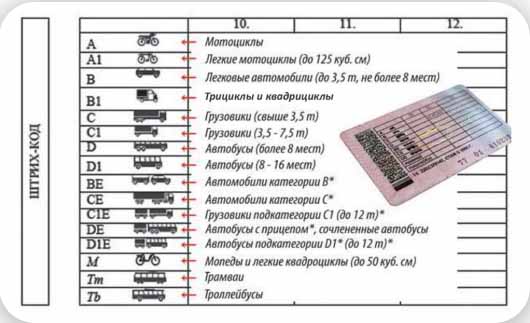 ШТРИХ-КОД
10. 11. 12.
A Мотоциклы
A1 Легкие мотоциклы (до 125 куб. см)
B Легковые автомобили (до 3,5 т, не более 8 мест)
B1 Трициклы и квадрициклы
C Грузовики (свыше 3,5 т)
C1 Грузовики (3,5 - 7,5 т)
D Автобусы (более 8 мест)
D1 Автобусы (8 - 16 мест)
BE Автомобили категории B*
CE Автомобили категории C*
C1E Грузовики подкатегории C1 (до 12 т)*
DE Автобусы с прицепом*, сочлененные автобусы
D1E Автобусы подкатегории D1* (до 12 т)*
M Мопеды и легкие квадроциклы (до 50 куб. см)
Tm Трамваи
Tb Троллейбусы